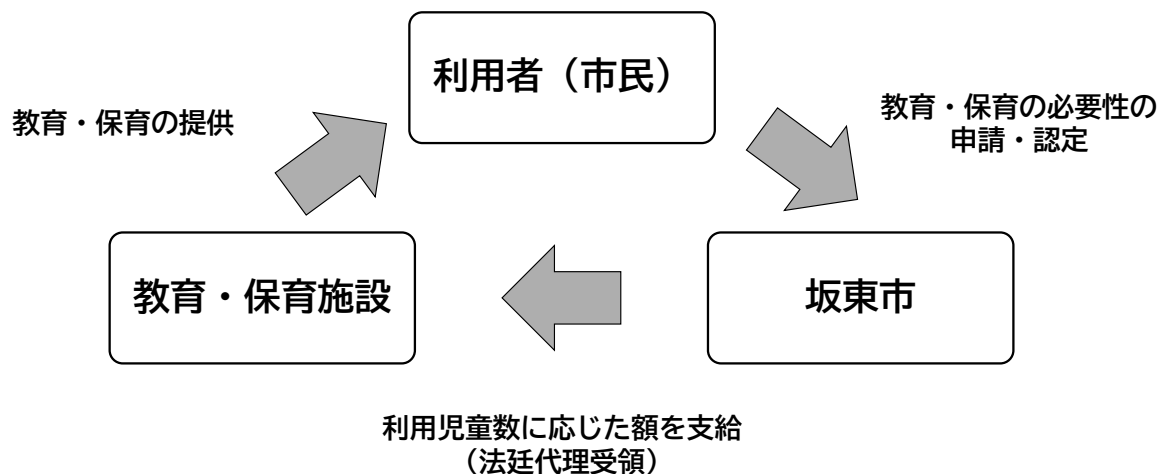 利用者（市民）
教育・保育の提供
教育・保育の必要性の
申請・認定
教育・保育施設
坂東市
利用児童数に応じた額を支給
（法廷代理受領）